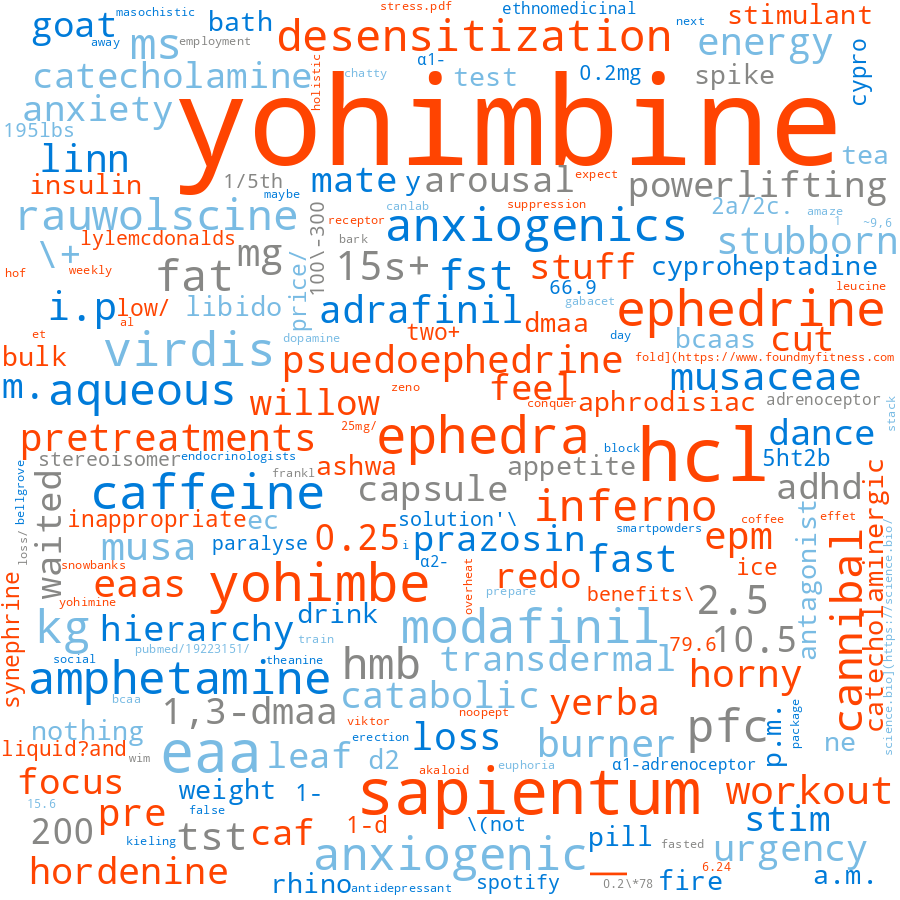 masochistic
stress.pdf
ethnomedicinal
next
stimulant
goat
bath
away
ms
employment
desensitization
energy
α1-
catecholamine
holistic
chatty
test
0.2mg
spike
cypro
anxiety
yohimbine
195lbs
linn
tea
insulin
1/5th
maybe
mate
y
arousal
expect
powerlifting
rauwolscine
100\-300
receptor
canlab
suppression
2a/2c.
amaze
i
~9,6
anxiogenics
\+
lylemcdonalds
bark
stubborn
hof
weekly
fat
mg
price/
15s+
fst
stuff
cyproheptadine
66.9
leucine
i.p
low/
al
libido
adrafinil
gabacet
ephedrine
et
dopamine
two+
dmaa
day
bcaas
cut
virdis
bulk
psuedoephedrine
fold](https://www.foundmyfitness.com
m.
aqueous
zeno
feel
musaceae
willow
conquer
aphrodisiac
adrenoceptor
stack
pretreatments
25mg/
ephedra
hcl
dance
stereoisomer
endocrinologists
block
5ht2b
bellgrove
frankl
ashwa
appetite
loss/
waited
caffeine
capsule
inferno
adhd
catecholaminergic
inappropriate
ec
solution'\
smartpowders
coffee
effet
antagonist
cannibal
musa
paralyse
0.25
i
prazosin
epm
snowbanks
α2-
fast
ice
science.bio](https://science.bio/
eaas
yohimbe
overheat
redo
benefits\
synephrine
yohimine
prepare
2.5
kg
hierarchy
drink
train
modafinil
79.6
10.5
pubmed/19223151/
social
theanine
hmb
transdermal
amphetamine
bcaa
catabolic
horny
1,3-dmaa
viktor
noopept
yerba
package
nothing
erection
loss
pfc
p.m.
liquid?and
wim
eaa
leaf
d2
burner
ne
akaloid
euphoria
α1-adrenoceptor
focus
weight
1-
sapientum
workout
15.6
false
pre
200
kieling
tst
caf
1-d
\(not
pill
fasted
stim
urgency
anxiogenic
hordenine
rhino
antidepressant
spotify
0.2\*78
fire
6.24
a.m.